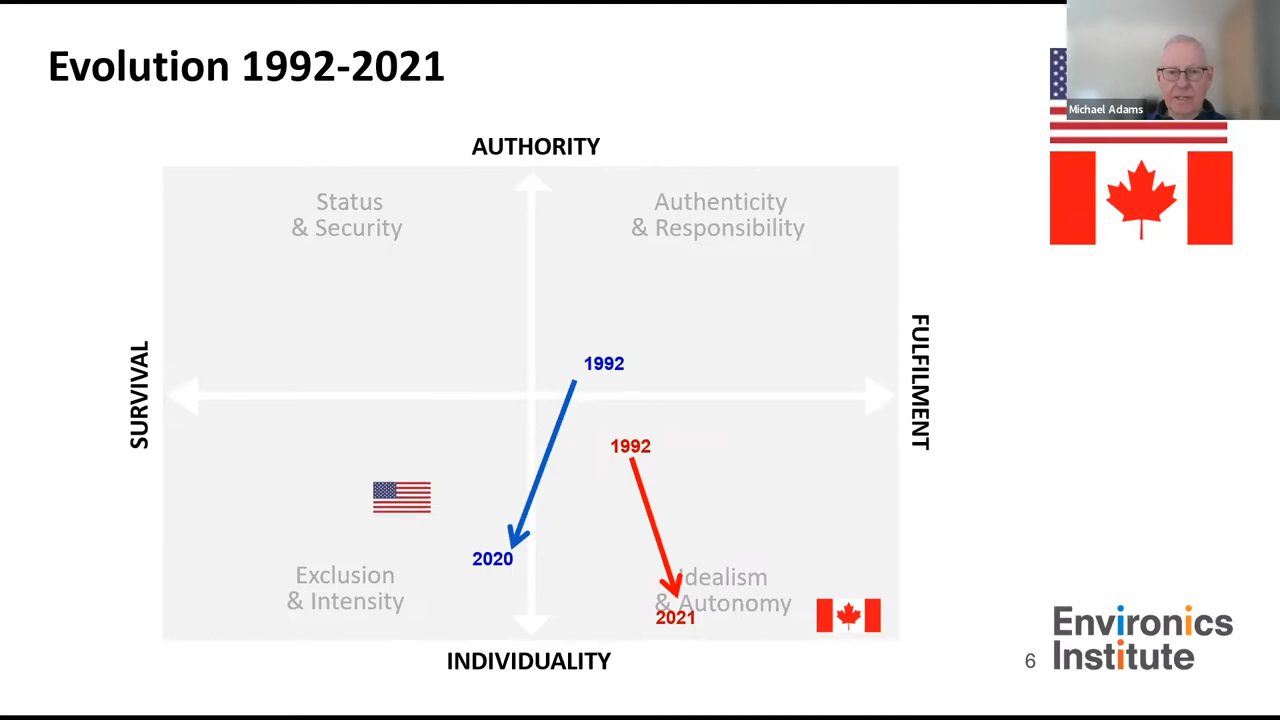 Evolution 1992-2021
Michael Adams
AUTHORITY
Status
& Security
Authenticity
& Responsibility
SURVIVAL
FULFILMENT
1992
1992
2020
Exclusion
& Intensity
Idealism
& Autonomy
2021
INDIVIDUALITY
6
Environics
Institute